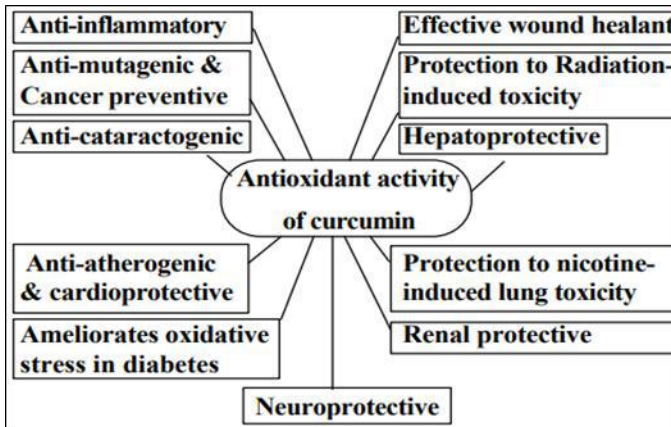 Anti-inflammatory
Anti-mutagenic &
Cancer preventive
Anti-cataractogenic
Effective wound healant
Protection to Radiation-
induced toxicity
Hepatoprotective
Antioxidant activity
of curcumin
Anti-atherogenic
& cardioprotective
Ameliorates oxidative
stress in diabetes
Protection to nicotine-
induced lung toxicity
Renal protective
Neuroprotective